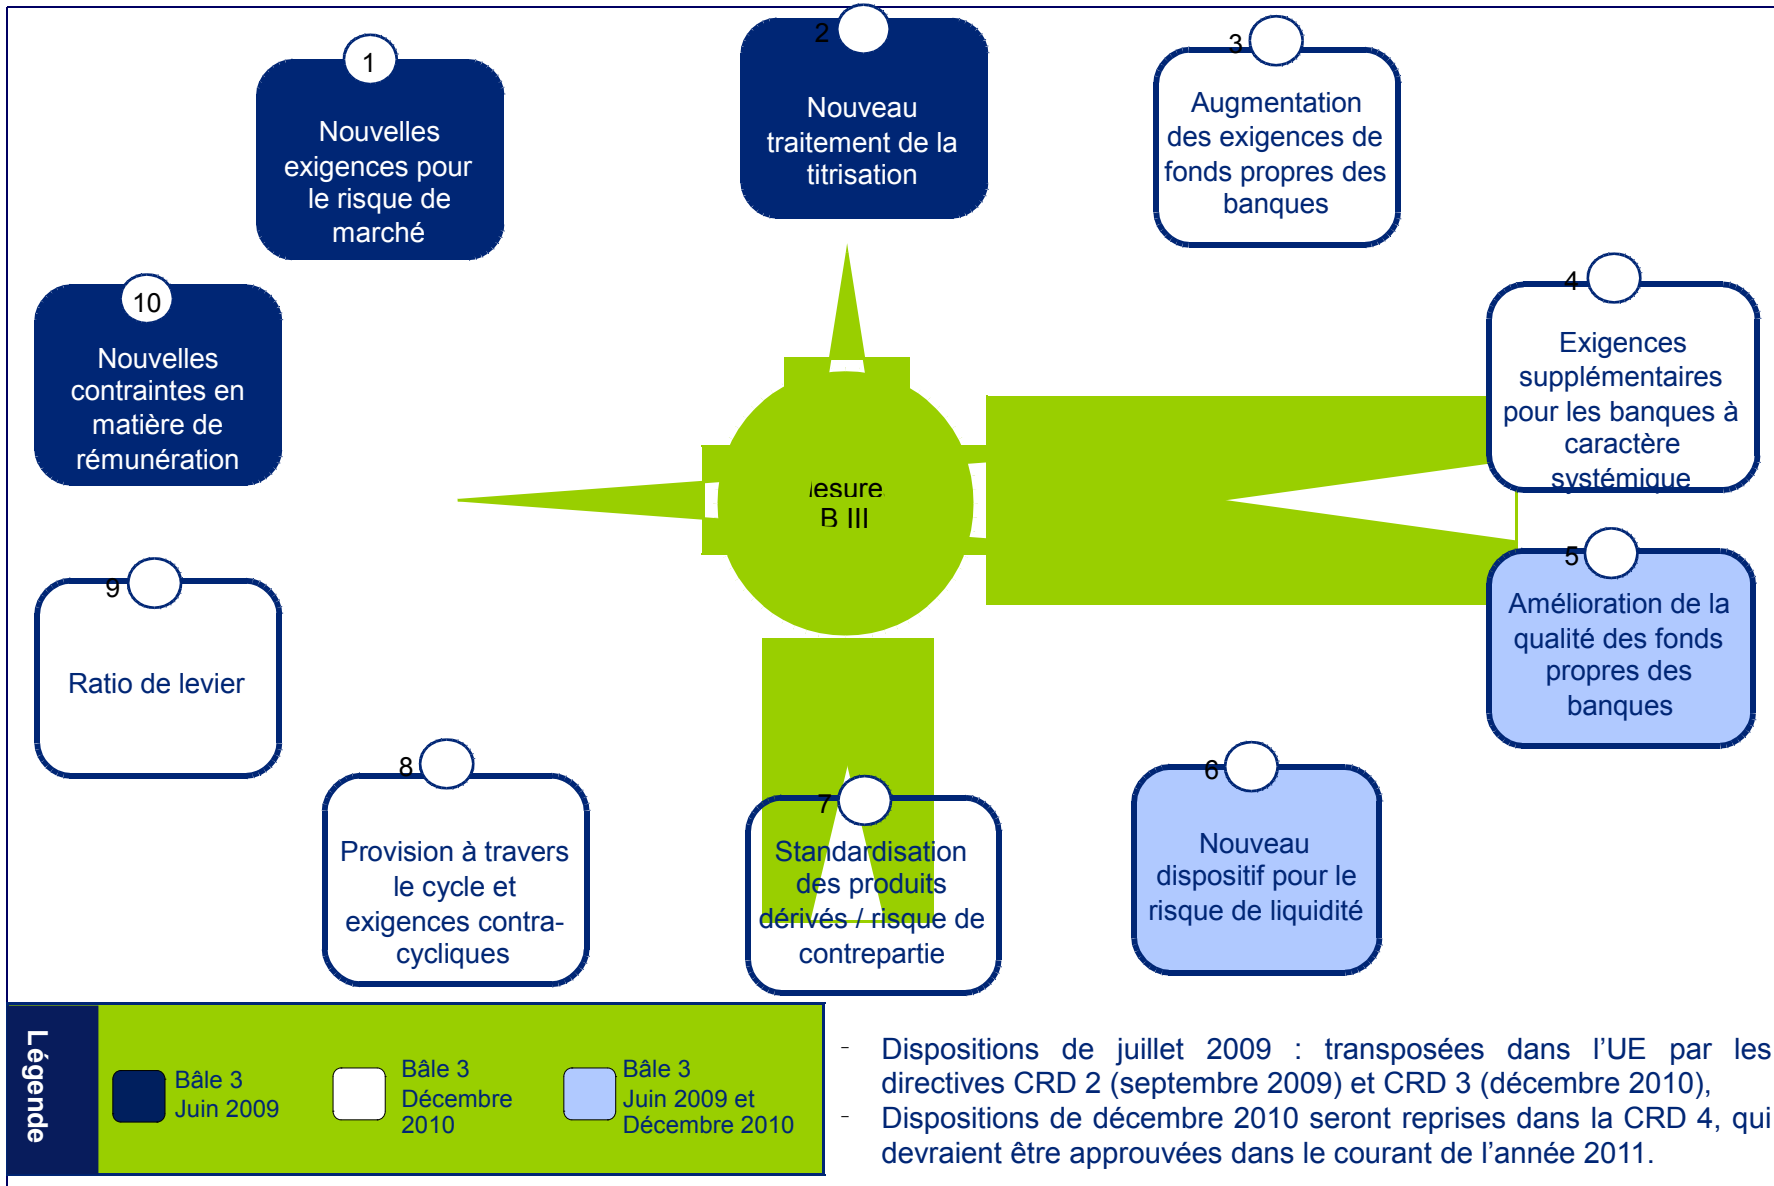 1
Nouvelles
exigences pour
le risque de
marché
2
Nouveau
traitement de la
titrisation
3
Augmentation
des exigences de
fonds propres des
banques
10
Nouvelles
contraintes en
matière de
rémunération
4
Exigences
supplémentaires
pour les banques à
caractère
systémique
lesure
B III
9
Ratio de levier
5
Amélioration de la
qualité des fonds
propres des
banques
8
Provision à travers
le cycle et
exigences contra-
cycliques
7
Standardisation
des produits
dérivés / risque de
contrepartie
6
Nouveau
dispositif pour le
risque de liquidité
Légende
Bâle 3
Juin 2009
Bâle 3
Décembre
2010
Bâle 3
Juin 2009 et
Décembre 2010
- Dispositions de juillet 2009 : transposées dans l’UE par les
directives CRD 2 (septembre 2009) et CRD 3 (décembre 2010),
- Dispositions de décembre 2010 seront reprises dans la CRD 4, qui
devraient être approuvées dans le courant de l’année 2011.